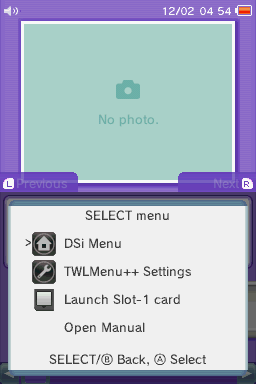 12/02 04 54
No photo.
L Previous
Next R
SELECT menu
> DSi Menu
TWLMenu++ Settings
Launch Slot-1 card
Open Manual
SELECT/Ⓑ Back, Ⓐ Select